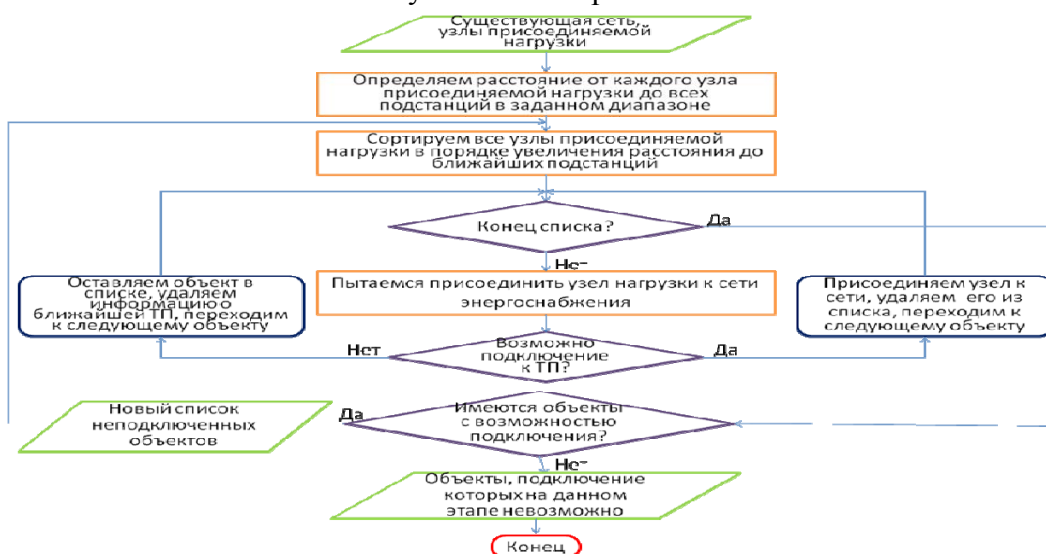 Существующая сеть,
узлы присоединяемой
нагрузки
Определяем расстояние от каждого узла
присоединяемой нагрузки до всех
подстанций в заданном диапазоне
Сортируем все узлы присоединяемой
нагрузки в порядке увеличения расстояния до
ближайших подстанций
Конец списка?
Да
Нет
Оставляем объект в
списке, удаляем
информацию о
ближайшей ТП, переходим
к следующему объекту
Пытаемся присоединить узел нагрузки к сети
энергоснабжения
Присоединяем узел к
сети, удаляем его из
списка, переходим к
следующему объекту
Нет
Возможно
подключение
к ТП?
Да
Новый список
неподключенных
объектов
Да
Имеются объекты
с возможностью
подключения?
Нет
Объекты, подключение
которых на данном
этапе невозможно
Конец